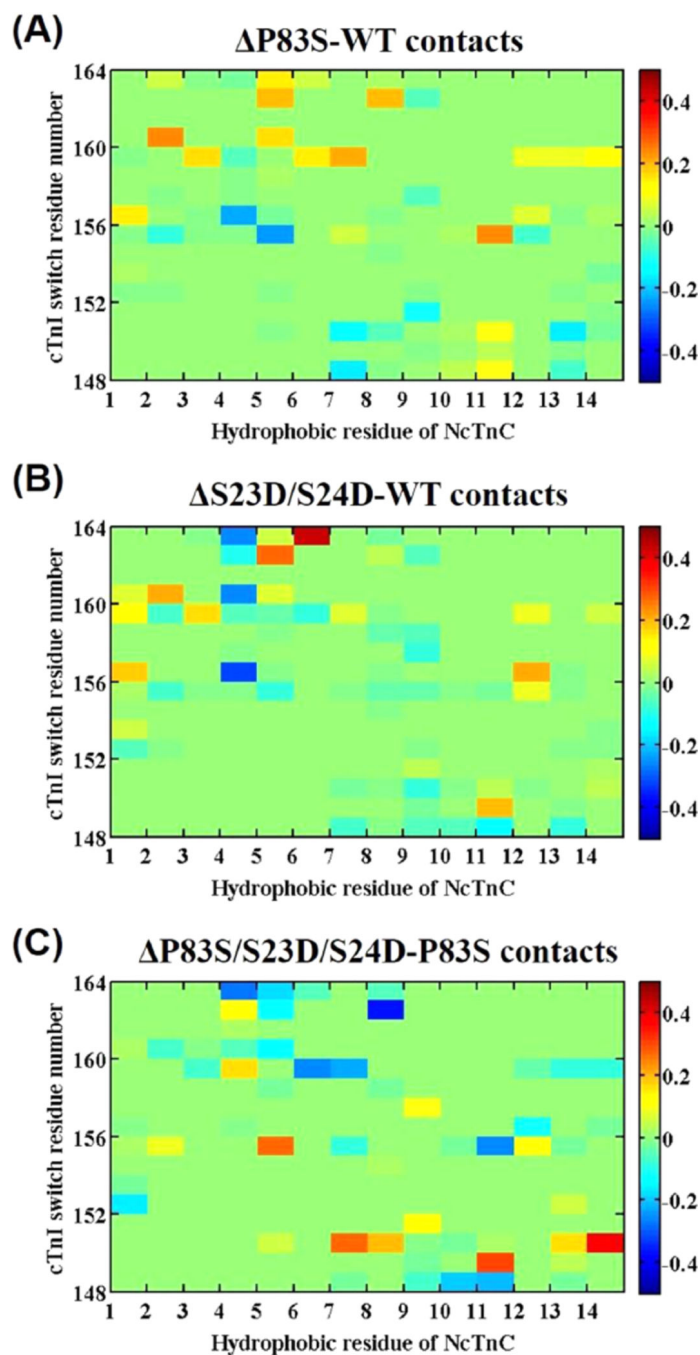 (A)
ΔP83S-WT contacts
cTnI switch residue number
164
160
156
152
148
1 2 3 4 5 6 7 8 9 10 11 12 13 14
Hydrophobic residue of NcTnC
0.4
0.2
0
-0.2
-0.4
(B)
ΔS23D/S24D-WT contacts
cTnI switch residue number
164
160
156
152
148
1 2 3 4 5 6 7 8 9 10 11 12 13 14
Hydrophobic residue of NcTnC
0.4
0.2
0
-0.2
-0.4
(C)
ΔP83S/S23D/S24D-P83S contacts
cTnI switch residue number
164
160
156
152
148
1 2 3 4 5 6 7 8 9 10 11 12 13 14
Hydrophobic residue of NcTnC
0.4
0.2
0
-0.2
-0.4